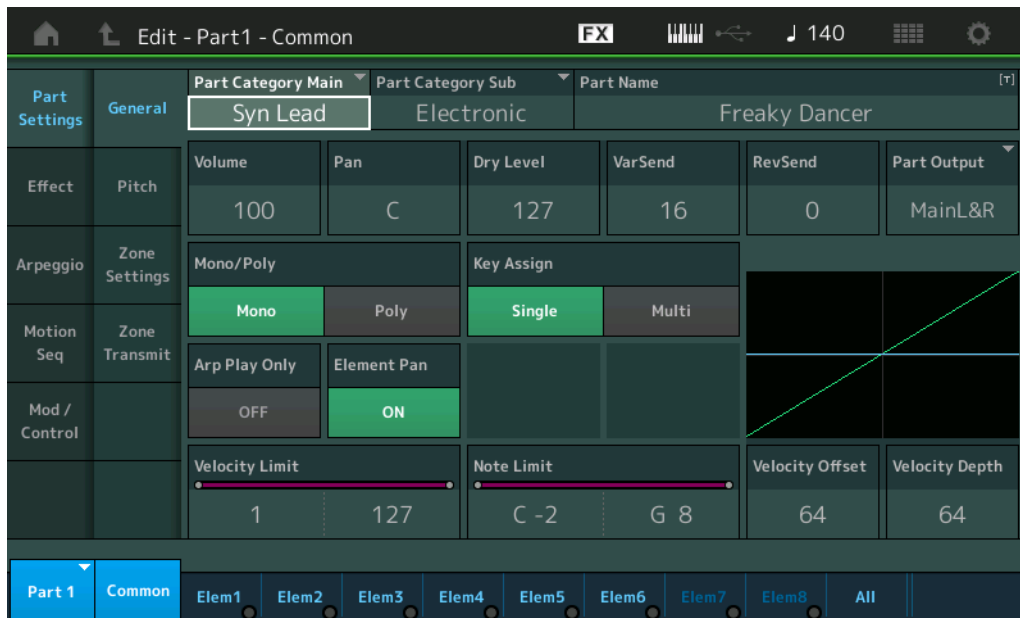 Edit - Part1 - Common
FX
♩ 140
Part Settings
General
Part Category Main
Syn Lead
Part Category Sub
Electronic
Part Name
[T]
Freaky Dancer
Effect
Pitch
Volume
100
Pan
C
Dry Level
127
VarSend
16
RevSend
0
Part Output
MainL&R
Arpeggio
Zone Settings
Mono/Poly
Mono
Poly
Key Assign
Single
Multi
Motion Seq
Zone Transmit
Arp Play Only
OFF
Element Pan
ON
Mod / Control
Velocity Limit
1
127
Note Limit
C -2
G 8
Velocity Offset
64
Velocity Depth
64
Part 1
Common
Elem1
Elem2
Elem3
Elem4
Elem5
Elem6
Elem7
Elem8
All